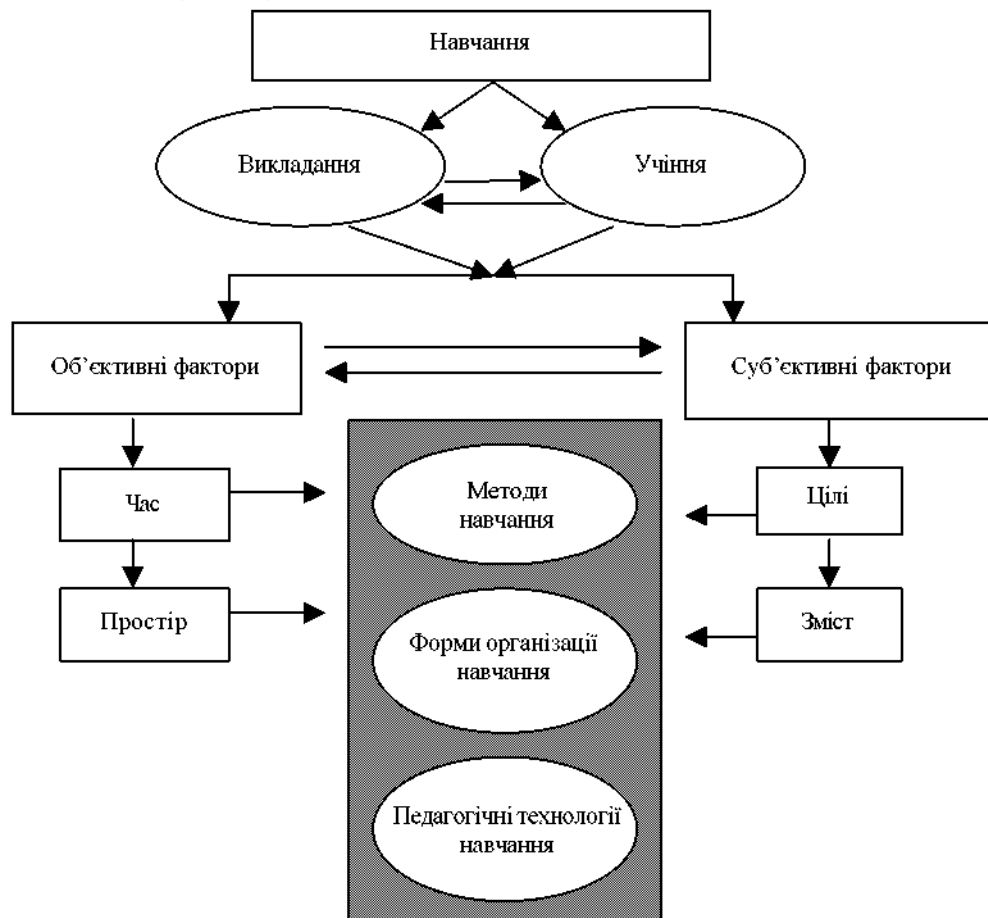 Навчання
Викладання
Учіння
Об’єктивні фактори
Суб’єктивні фактори
Час
Методи
навчання
Цілі
Простір
Форми організації
навчання
Зміст
Педагогічні технології
навчання